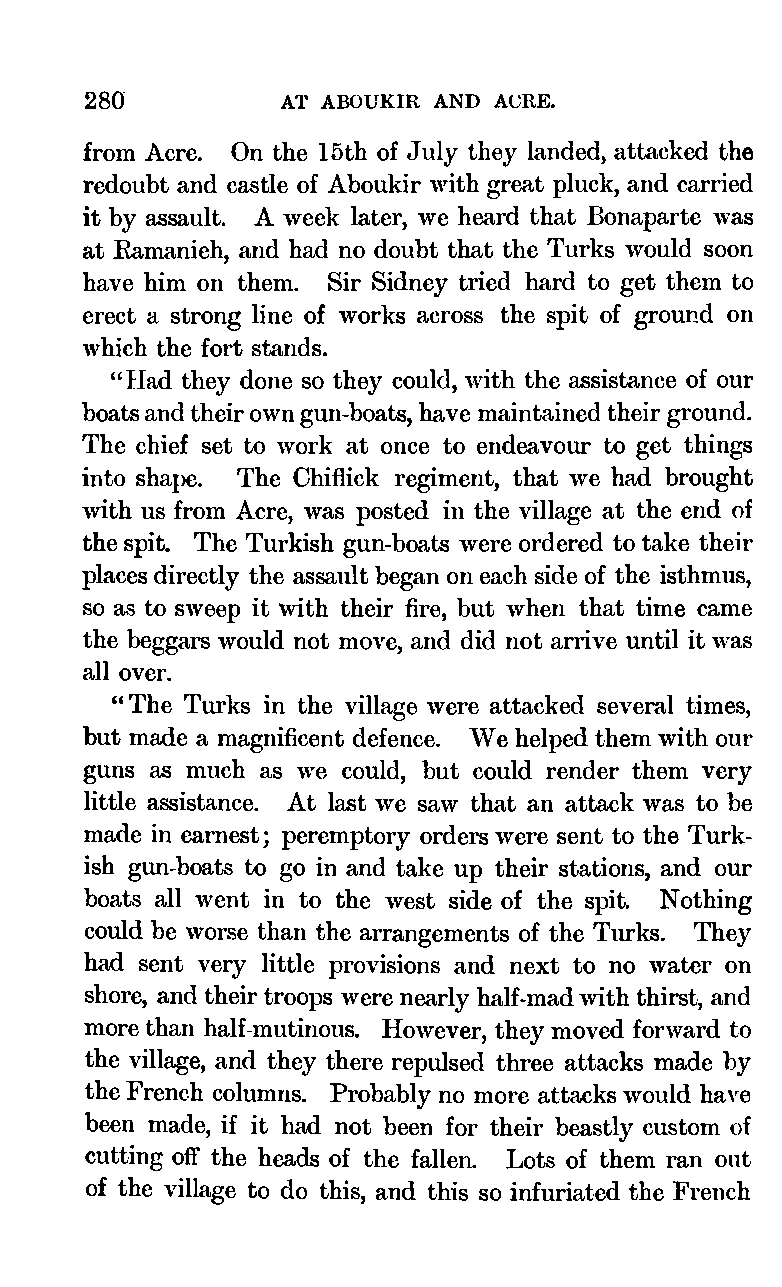 280 AT ABOUKIR AND ACRE.
from Acre. On the 15th of July they landed, attacked the
redoubt and castle of Aboukir with great pluck, and carried
it by assault. A week later, we heard that Bonaparte was
at Ramanieh, and had no doubt that the Turks would soon
have him on them. Sir Sidney tried hard to get them to
erect a strong line of works across the spit of ground on
which the fort stands.
"Had they done so they could, with the assistance of our
boats and their own gun-boats, have maintained their ground.
The chief set to work at once to endeavour to get things
into shape. The Chiflick regiment, that we had brought
with us from Acre, was posted in the village at the end of
the spit. The Turkish gun-boats were ordered to take their
places directly the assault began on each side of the isthmus,
so as to sweep it with their fire, but when that time came
the beggars would not move, and did not arrive until it was
all over.
"The Turks in the village were attacked several times,
but made a magnificent defence. We helped them with our
guns as much as we could, but could render them very
little assistance. At last we saw that an attack was to be
made in earnest; peremptory orders were sent to the Turk-
ish gun-boats to go in and take up their stations, and our
boats all went in to the west side of the spit. Nothing
could be worse than the arrangements of the Turks. They
had sent very little provisions and next to no water on
shore, and their troops were nearly half-mad with thirst, and
more than half-mutinous. However, they moved forward to
the village, and they there repulsed three attacks made by
the French columns. Probably no more attacks would have
been made, if it had not been for their beastly custom of
cutting off the heads of the fallen. Lots of them ran out
of the village to do this, and this so infuriated the French